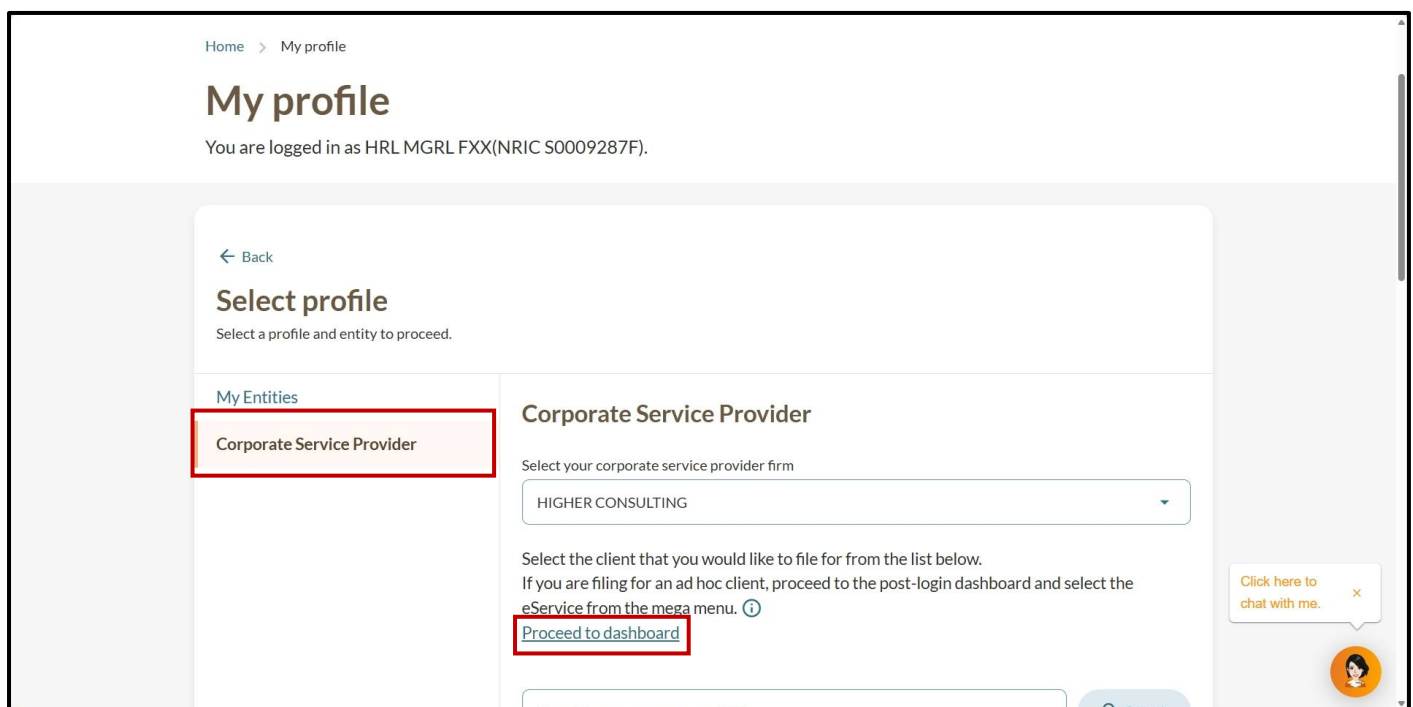 Home > My profile
My profile
You are logged in as HRL MGRL FXX(NRIC S0009287F).
Back
Select profile
Select a profile and entity to proceed.
My Entities
Corporate Service Provider
Corporate Service Provider
Select your corporate service provider firm
HIGHER CONSULTING
Select the client that you would like to file for from the list below.
If you are filing for an ad hoc client, proceed to the post-login dashboard and select the
eService from the mega menu.
Proceed to dashboard
Click here to
chat with me.